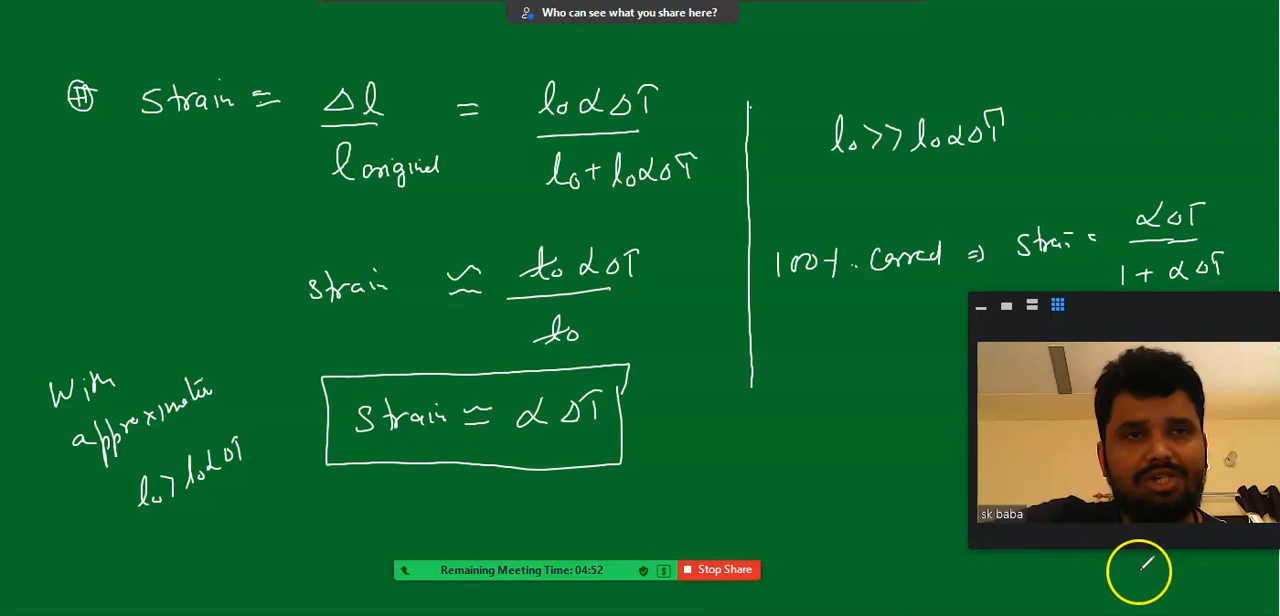 Who can see what you share here?
Strain = Δl / l original = l₀αΔT / l₀ + l₀αΔT
strain ≃ l₀αΔT / l₀
Strain ≃ αΔT
With
approximation
l₀ > l₀αΔT
l₀ >> l₀αΔT
100%. Correct ⇒ Strain = αΔT / 1 + αΔT
sk baba
Remaining Meeting Time: 04:52
Stop Share